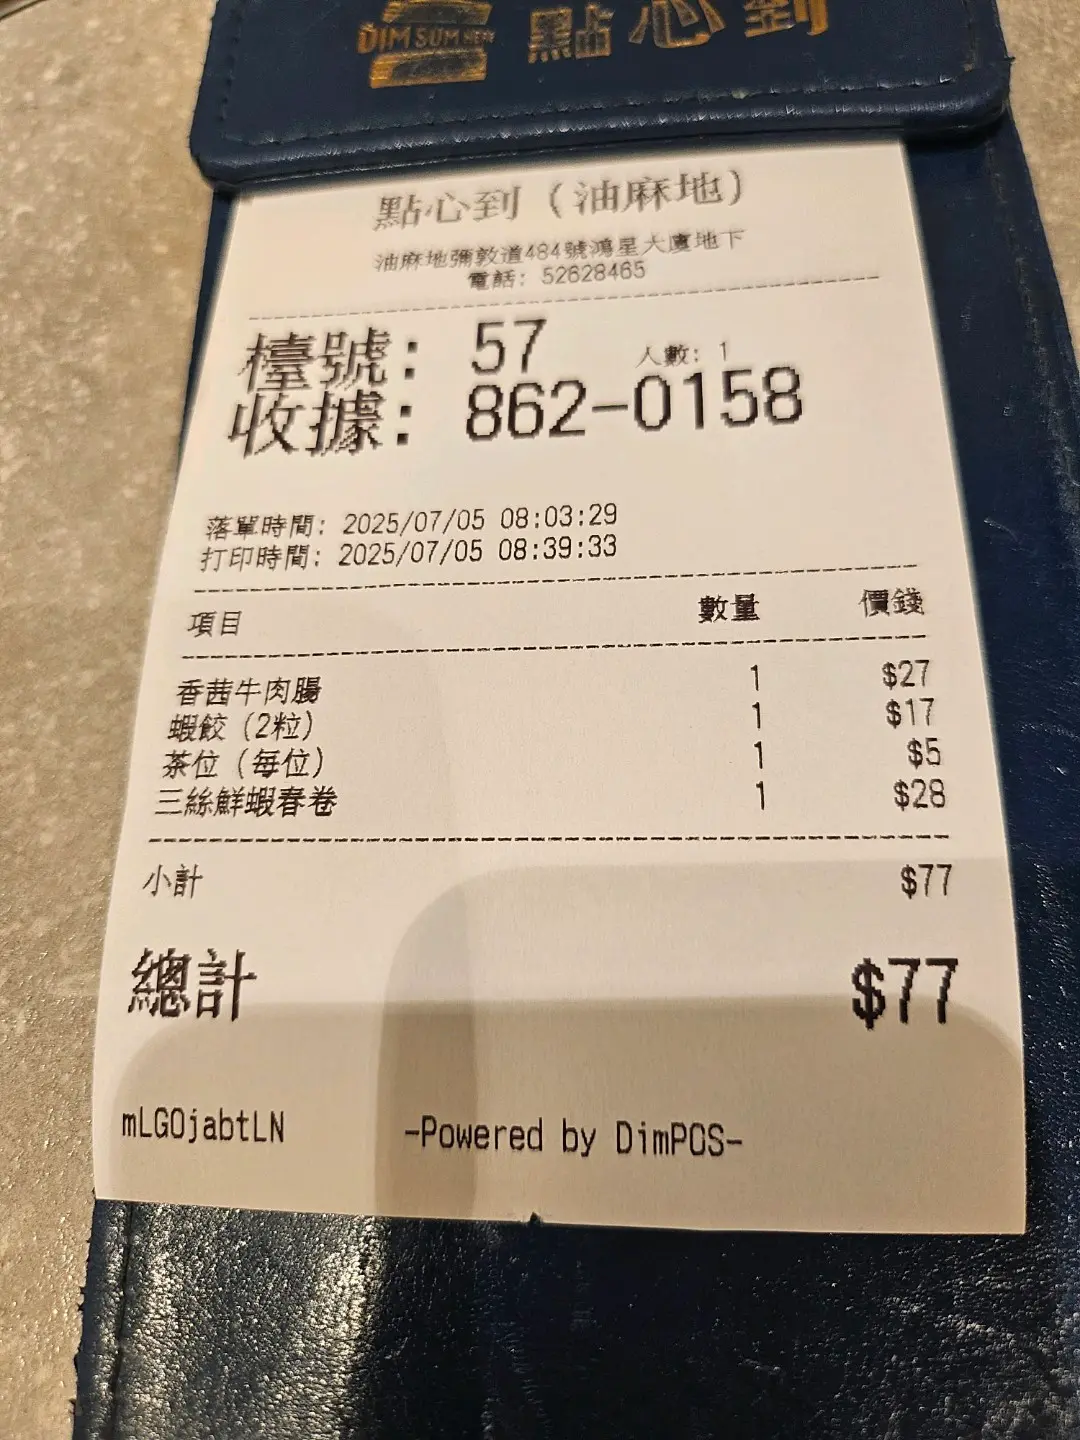 DIM SUM HERE
點心到
點心到（油麻地）
油麻地彌敦道484號鴻星大廈地下
電話: 52628465
檯號: 57 人數: 1
收據: 862-0158
落單時間: 2025/07/05 08:03:29
打印時間: 2025/07/05 08:39:33
項目 數量 價錢
香茜牛肉腸 1 $27
蝦餃（2粒） 1 $17
茶位（每位） 1 $5
三絲鮮蝦春卷 1 $28
小計 $77
總計 $77
mLGOjabtLN -Powered by DimPOS-